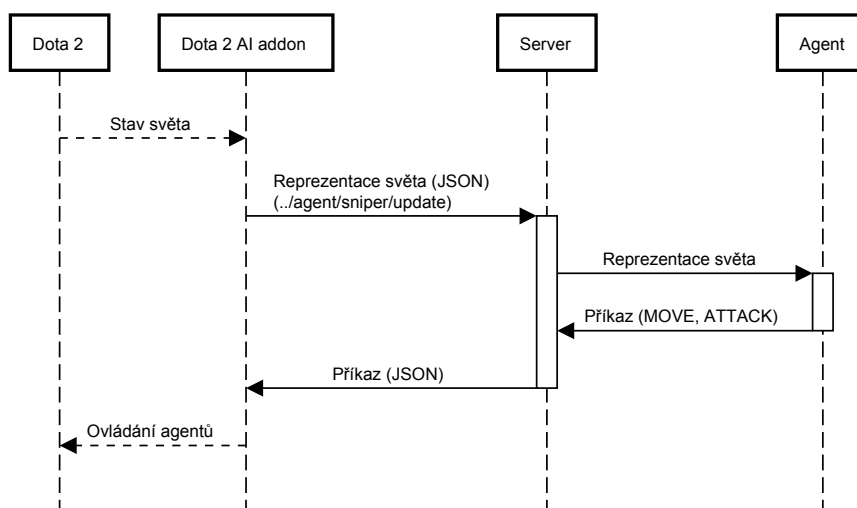 Dota 2
Dota 2 AI addon
Server
Agent
Stav světa
Reprezentace světa (JSON)
(../agent/sniper/update)
Reprezentace světa
Příkaz (MOVE, ATTACK)
Příkaz (JSON)
Ovládání agentů